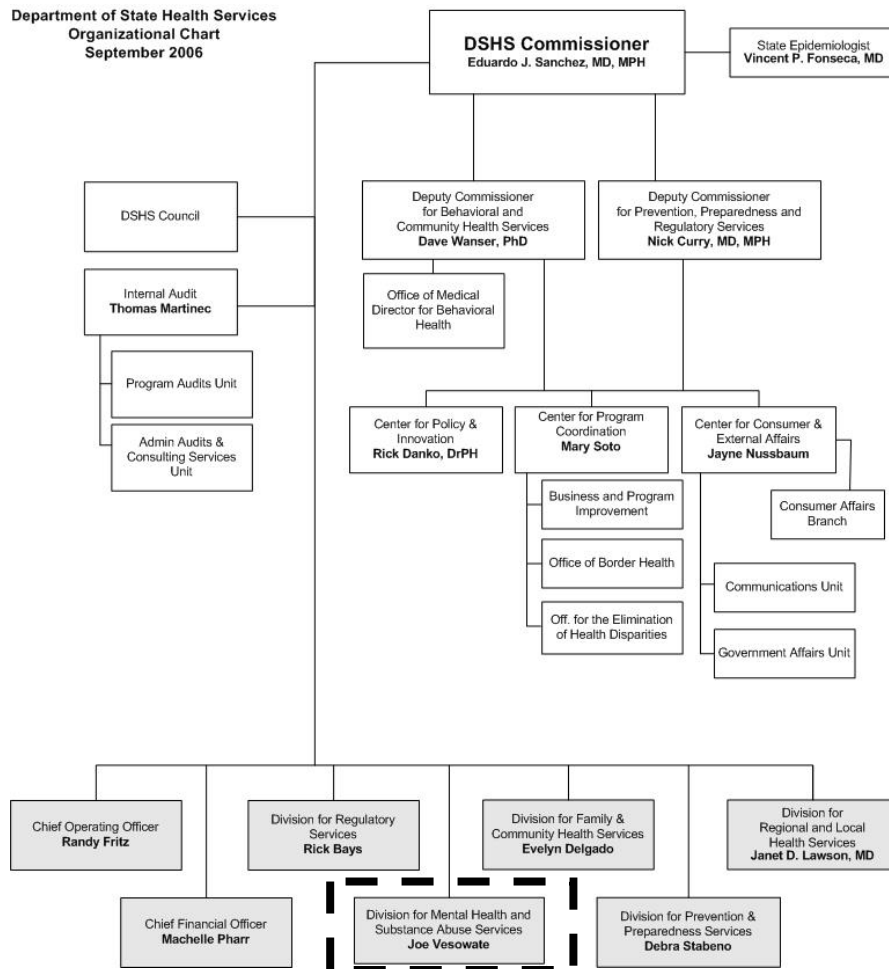 Department of State Health Services
Organizational Chart
September 2006
DSHS Commissioner
Eduardo J. Sanchez, MD, MPH
State Epidemiologist
Vincent P. Fonseca, MD
DSHS Council
Internal Audit
Thomas Martinec
Program Audits Unit
Admin Audits &
Consulting Services
Unit
Deputy Commissioner
for Behavioral and
Community Health Services
Dave Wanser, PhD
Deputy Commissioner
for Prevention, Preparedness and
Regulatory Services
Nick Curry, MD, MPH
Office of Medical
Director for Behavioral
Health
Center for Policy &
Innovation
Rick Danko, DrPH
Center for Program
Coordination
Mary Soto
Center for Consumer &
External Affairs
Jayne Nussbaum
Business and Program
Improvement
Office of Border Health
Off. for the Elimination
of Health Disparities
Consumer Affairs
Branch
Communications Unit
Government Affairs Unit
Chief Operating Officer
Randy Fritz
Division for Regulatory
Services
Rick Bays
Division for Family &
Community Health Services
Evelyn Delgado
Division for
Regional and Local
Health Services
Janet D. Lawson, MD
Chief Financial Officer
Machelle Pharr
Division for Mental Health and
Substance Abuse Services
Joe Vesowate
Division for Prevention &
Preparedness Services
Debra Stabeno